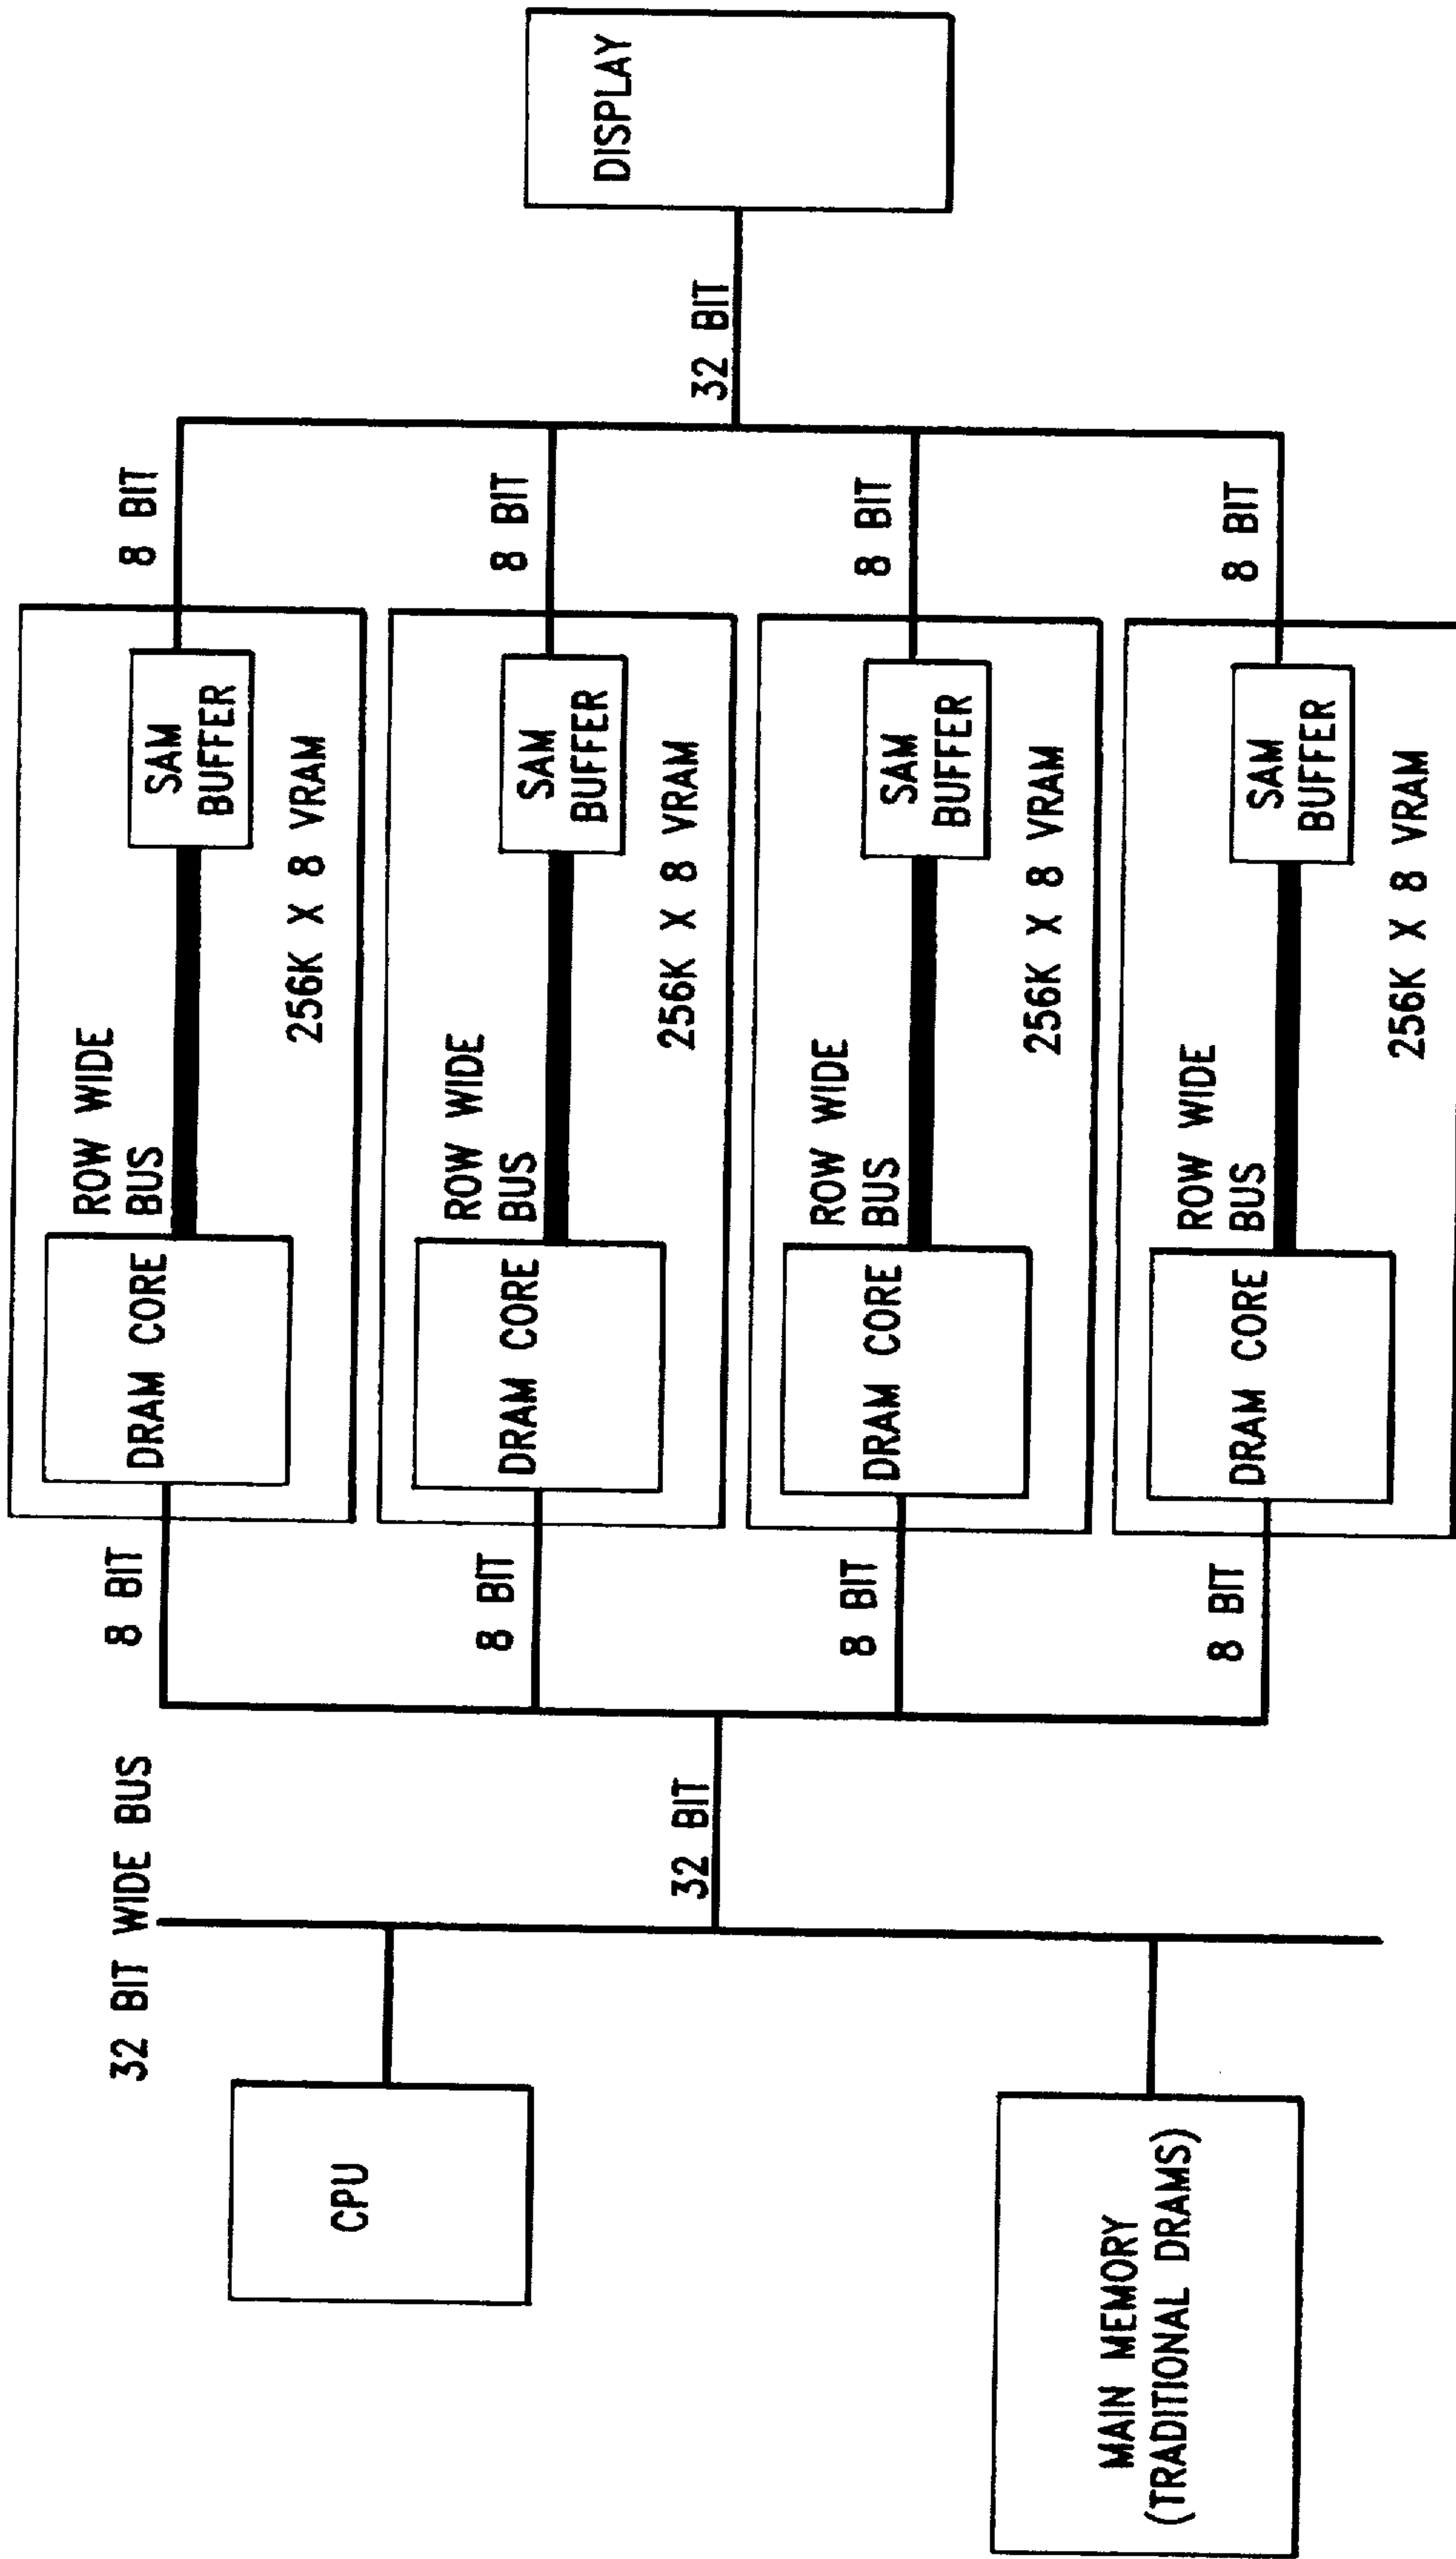 32 BIT WIDE BUS
CPU
MAIN MEMORY
(TRADITIONAL DRAMS)
32 BIT
8 BIT
DRAM CORE
ROW WIDE
BUS
SAM
BUFFER
256K X 8 VRAM
8 BIT
8 BIT
DRAM CORE
ROW WIDE
BUS
SAM
BUFFER
256K X 8 VRAM
8 BIT
8 BIT
DRAM CORE
ROW WIDE
BUS
SAM
BUFFER
256K X 8 VRAM
8 BIT
8 BIT
DRAM CORE
ROW WIDE
BUS
SAM
BUFFER
256K X 8 VRAM
8 BIT
32 BIT
DISPLAY